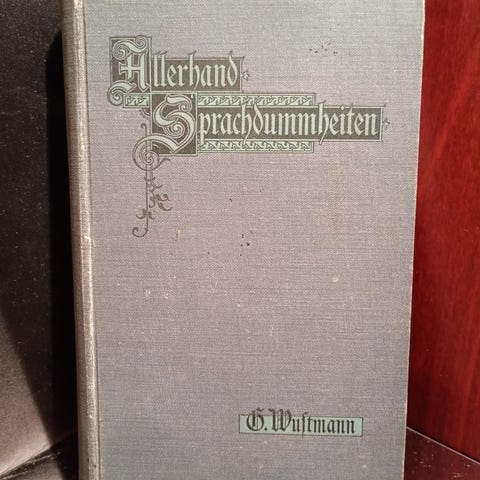 Allerhand
Sprachdummheiten
G. Wustmann